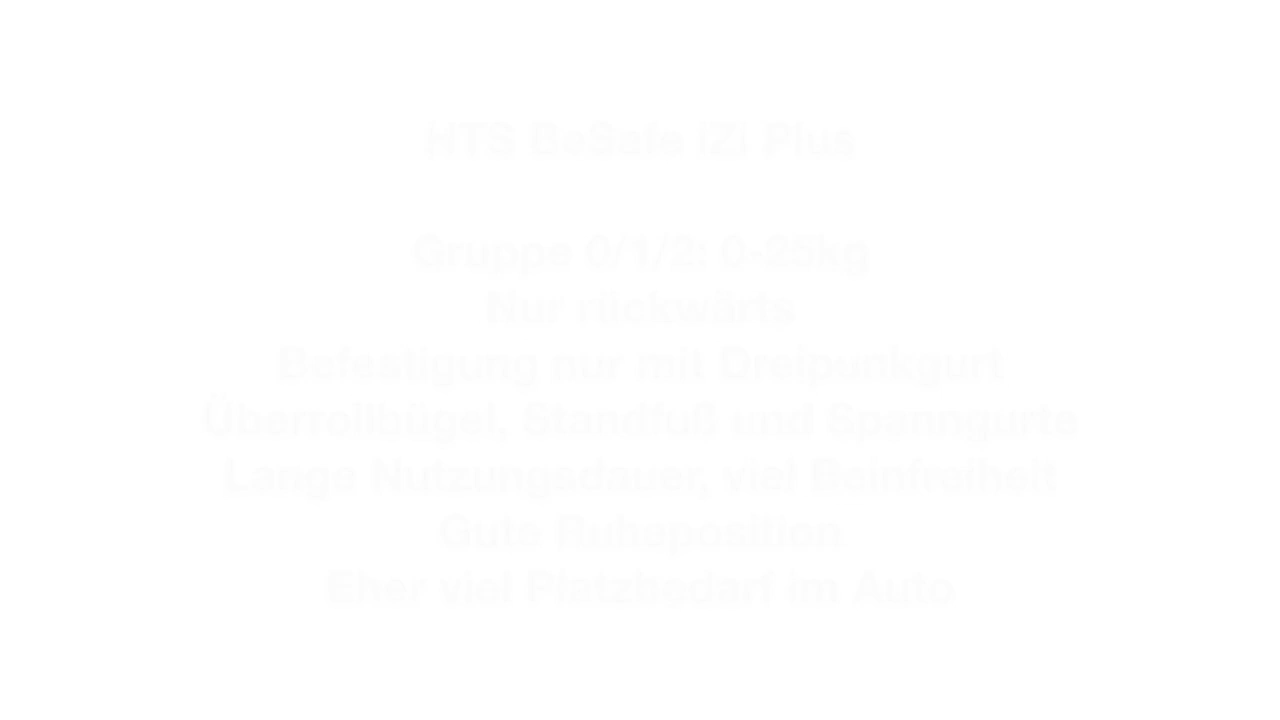 HTS BeSafe iZi Plus
Gruppe 0/1/2: 0-25kg
Nur rückwärts
Befestigung nur mit Dreipunktgurt
Überrollbügel, Standfuß und Spanngurte
Lange Nutzungsdauer, viel Beinfreiheit
Gute Ruheposition
Eher viel Platzbedarf im Auto